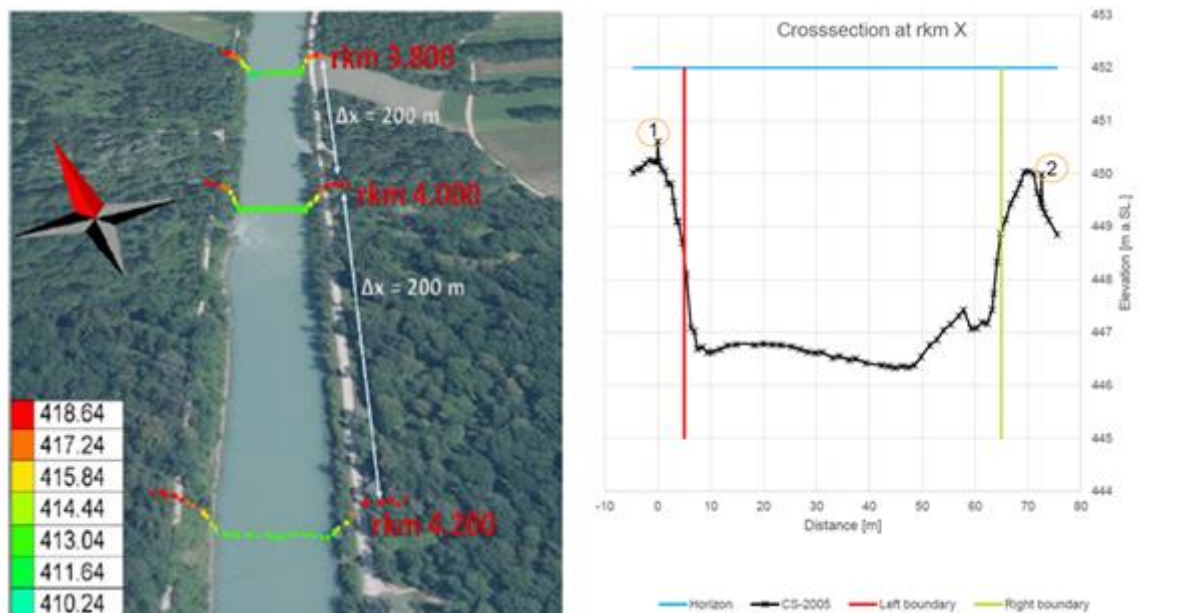 rkm 3.800
Δx = 200 m
rkm 4.000
Δx = 200 m
rkm 4.200
418.64
417.24
415.84
414.44
413.04
411.64
410.24
Crosssection at rkm X
453
452
451
450
449
448
447
446
445
444
Elevation [m a.SL.]
1
2
-10 0 10 20 30 40 50 60 70 80
Distance [m]
Horizon CS-2005 Left boundary Right boundary